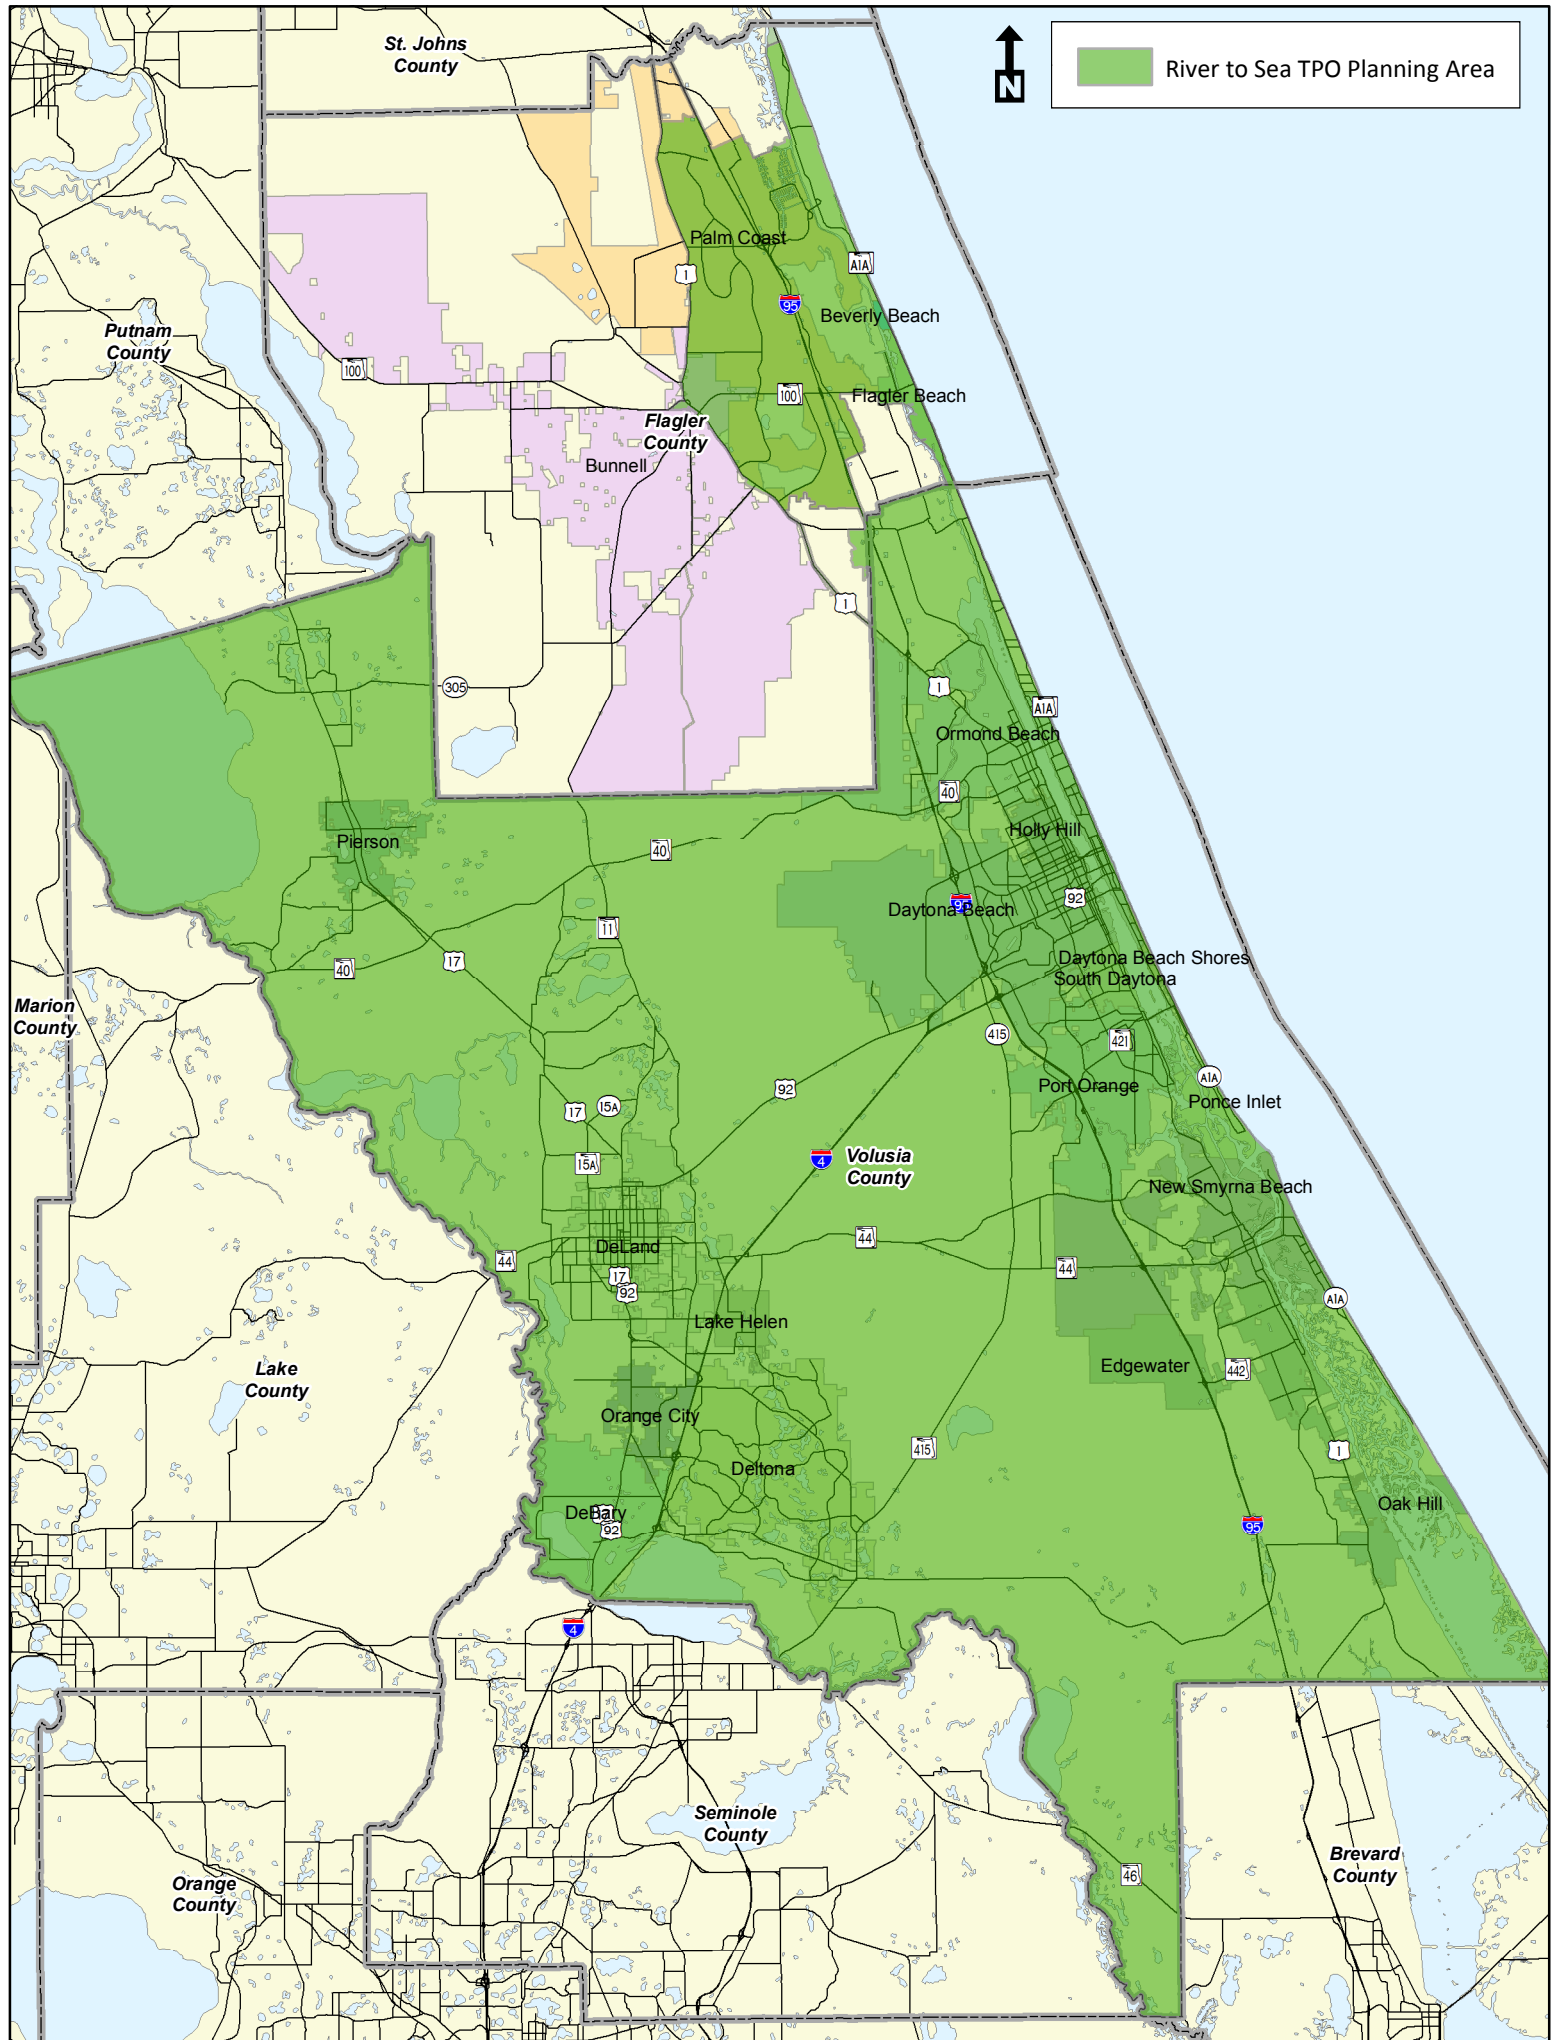 St. Johns
County
N
River to Sea TPO Planning Area
Palm Coast
1
A1A
95
Beverly Beach
Putnam
County
100
100
Flagler Beach
Flagler
County
Bunnell
1
305
1
A1A
Ormond Beach
40
Holly Hill
Pierson
40
92
95
Daytona Beach
11
17
40
Daytona Beach Shores
South Daytona
Marion
County
415
421
A1A
Port Orange
92
Ponce Inlet
17
15A
15A
4
Volusia
County
New Smyrna Beach
44
DeLand
44
44
17
92
A1A
Lake Helen
Edgewater
442
Lake
County
Orange City
415
1
Deltona
Oak Hill
DeBary
92
95
4
Seminole
County
Brevard
County
46
Orange
County